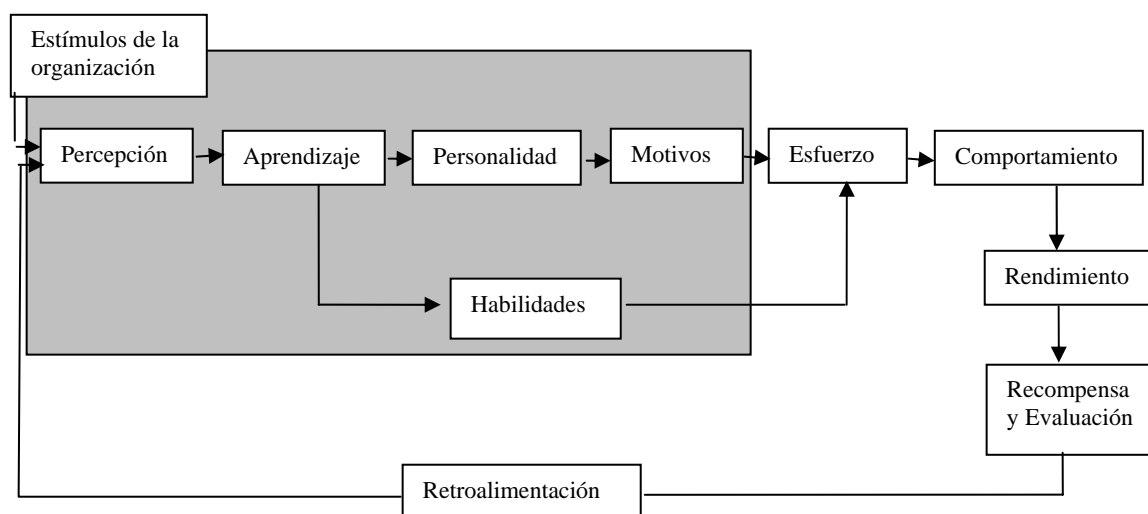 Estímulos de la
organización
Percepción
Aprendizaje
Personalidad
Motivos
Esfuerzo
Comportamiento
Habilidades
Rendimiento
Recompensa
y Evaluación
Retroalimentación